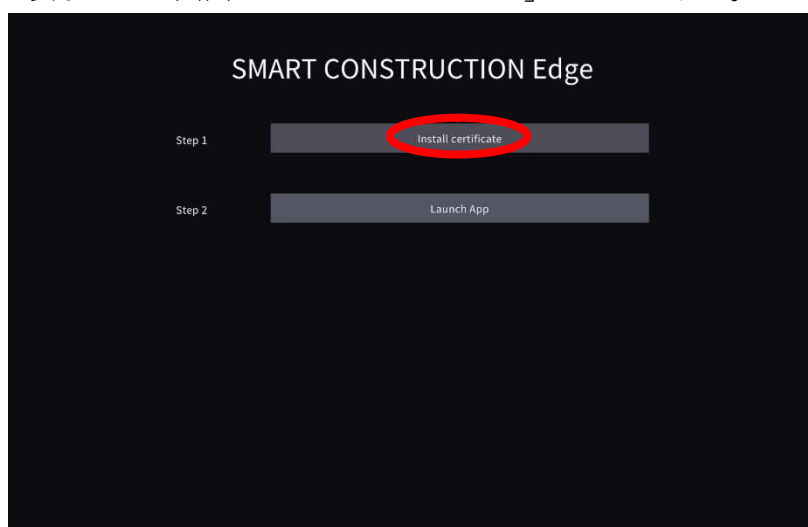 SMART CONSTRUCTION Edge
Step 1
Install certificate
Step 2
Launch App